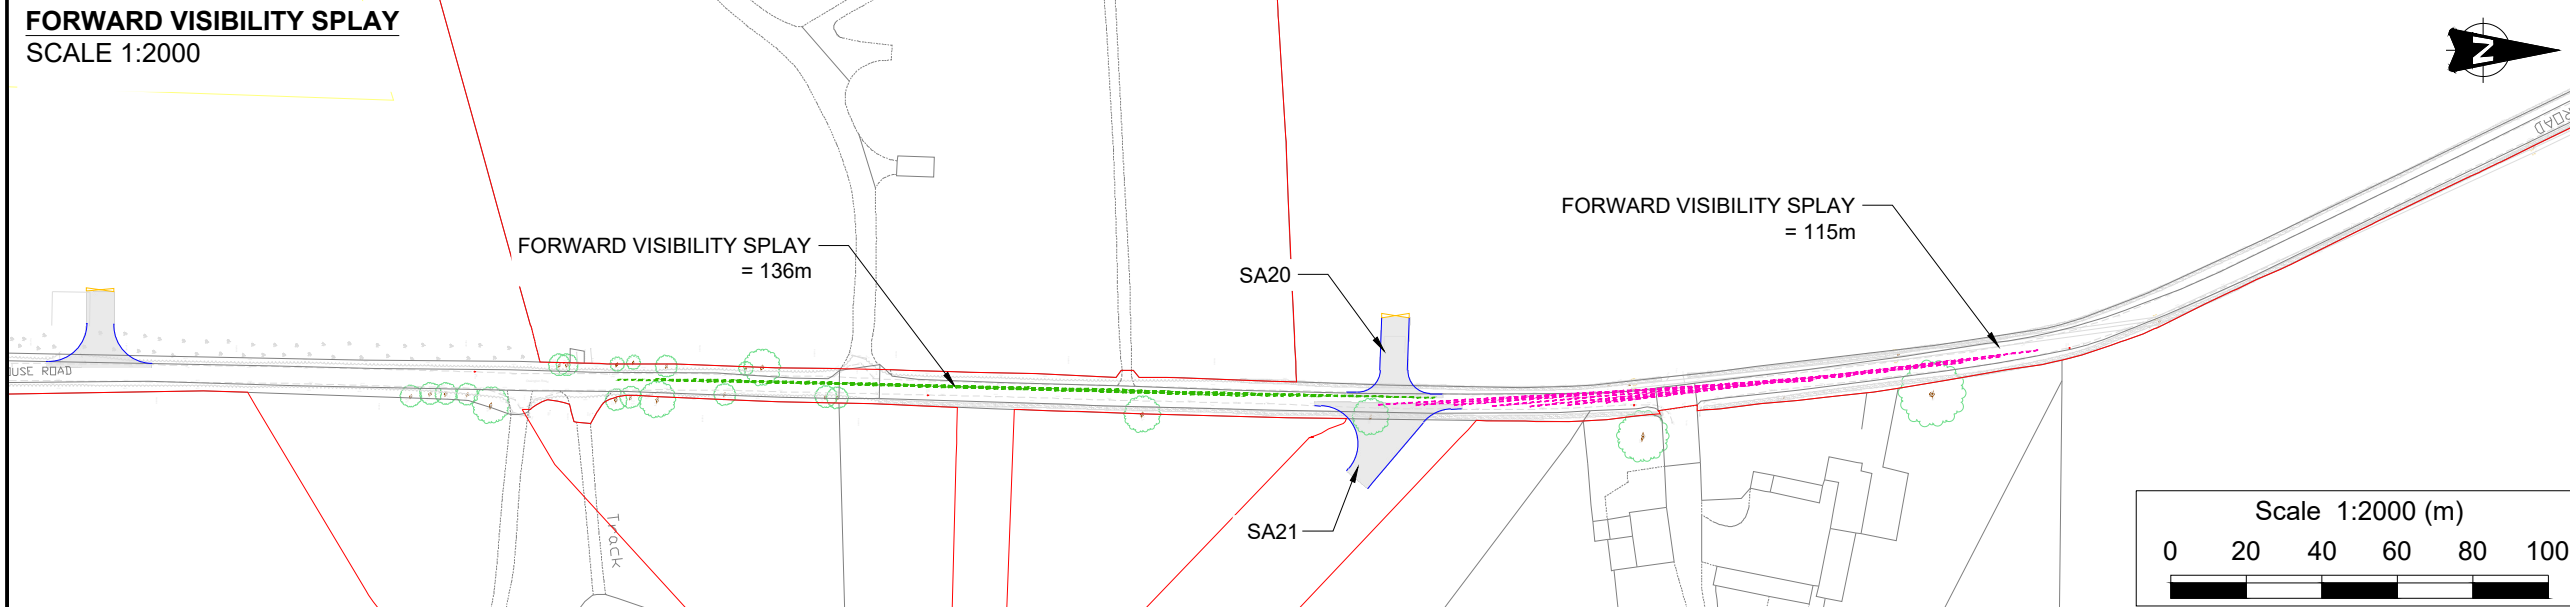 FORWARD VISIBILITY SPLAY
SCALE 1:2000
N
ROAD
FORWARD VISIBILITY SPLAY
= 115m
FORWARD VISIBILITY SPLAY
= 136m
SA20
USE ROAD
Track
SA21
Scale 1:2000 (m)
0 20 40 60 80 100